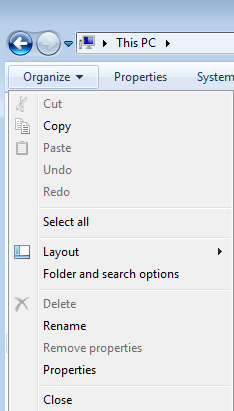 This PC
Organize Properties System
Cut
Copy
Paste
Undo
Redo
Select all
Layout
Folder and search options
Delete
Rename
Remove properties
Properties
Close